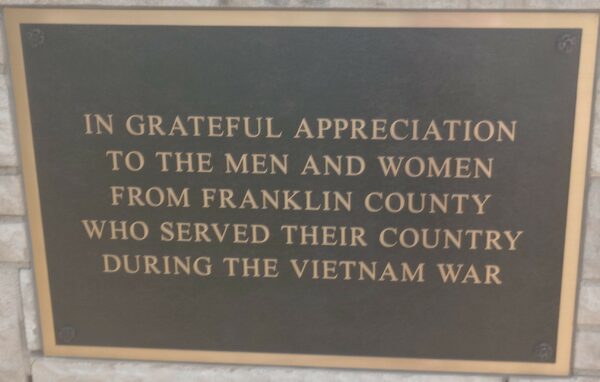 IN GRATEFUL APPRECIATION
TO THE MEN AND WOMEN
FROM FRANKLIN COUNTY
WHO SERVED THEIR COUNTRY
DURING THE VIETNAM WAR